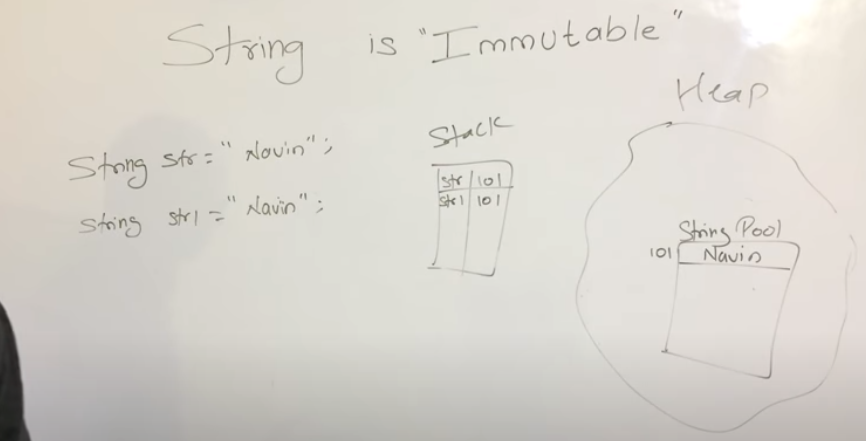 String is "Immutable"
Heap
Stack
String str = "Navin";
str 101
str1 101
String str1 = "Navin";
String Pool
101 Navin